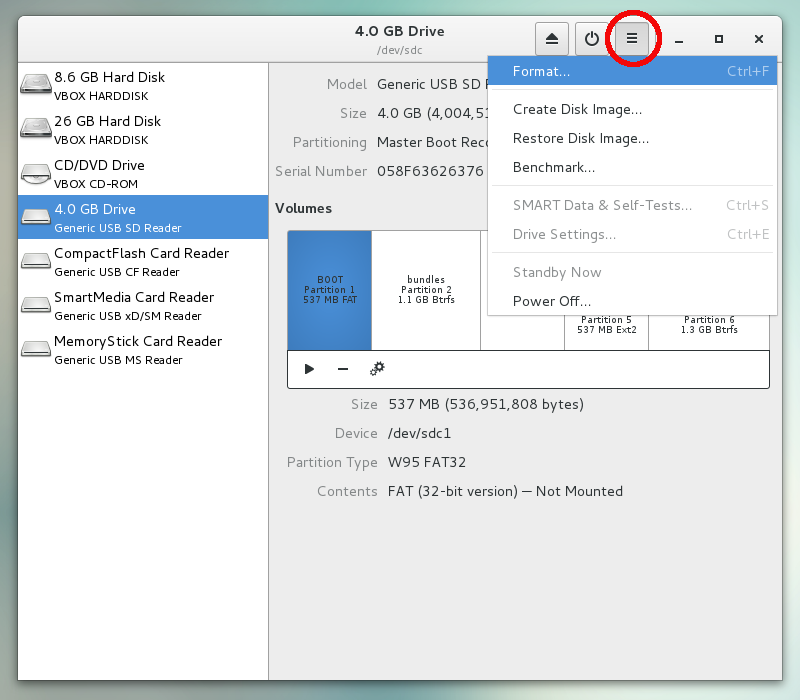 4.0 GB Drive
/dev/sdc
8.6 GB Hard Disk
VBOX HARDDISK
26 GB Hard Disk
VBOX HARDDISK
CD/DVD Drive
VBOX CD-ROM
4.0 GB Drive
Generic USB SD Reader
CompactFlash Card Reader
Generic USB CF Reader
SmartMedia Card Reader
Generic USB xD/SM Reader
MemoryStick Card Reader
Generic USB MS Reader
Model Generic USB SD
Size 4.0 GB (4,004,51
Partitioning Master Boot Reco
Serial Number 058F63626376
Format... Ctrl+F
Create Disk Image...
Restore Disk Image...
Benchmark...
SMART Data & Self-Tests... Ctrl+S
Drive Settings... Ctrl+E
Standby Now
Power Off...
Volumes
BOOT
Partition 1
537 MB FAT
bundles
Partition 2
1.1 GB Btrfs
Partition 5
537 MB Ext2
Partition 6
1.3 GB Btrfs
Size 537 MB (536,951,808 bytes)
Device /dev/sdc1
Partition Type W95 FAT32
Contents FAT (32-bit version) — Not Mounted